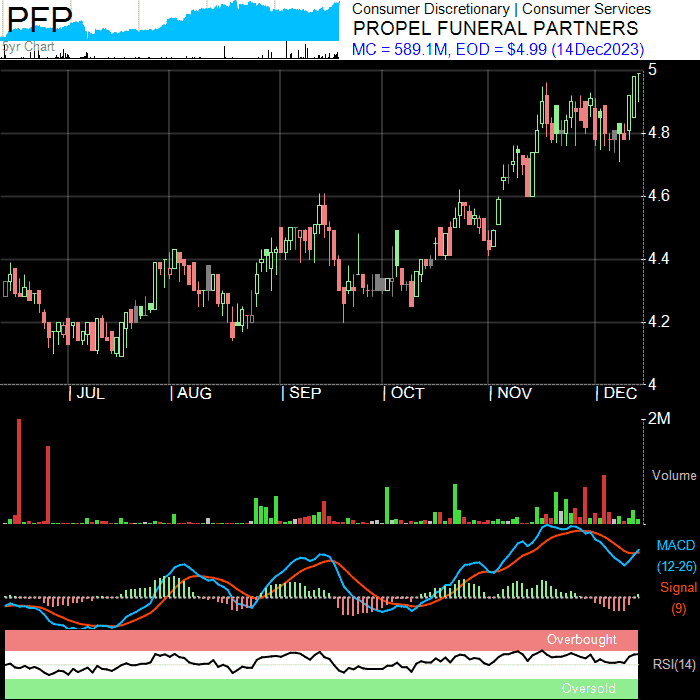 PFP
5yr Chart
Consumer Discretionary | Consumer Services
PROPEL FUNERAL PARTNERS
MC = 589.1M, EOD = $4.99 (14Dec2023)
5
4.8
4.6
4.4
4.2
4
| JUL | AUG | SEP | OCT | NOV | DEC
2M
Volume
MACD
(12-26)
Signal
(9)
Overbought
RSI(14)
Oversold